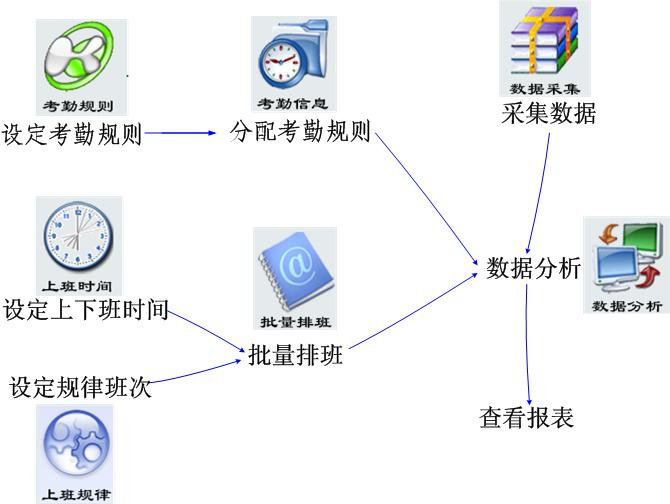 考勤规则
设定考勤规则
考勤信息
分配考勤规则
数据采集
采集数据
上班时间
设定上下班时间
批量排班
批量排班
数据分析
数据分析
设定规律班次
上班规律
查看报表